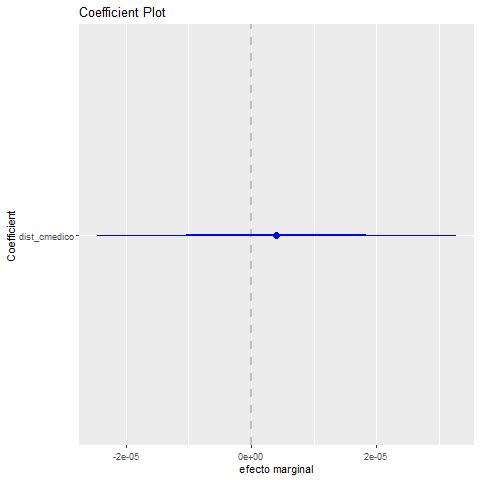 Coefficient Plot
Coefficient
dist_cmedico
-2e-05 0e+00 2e-05
efecto marginal